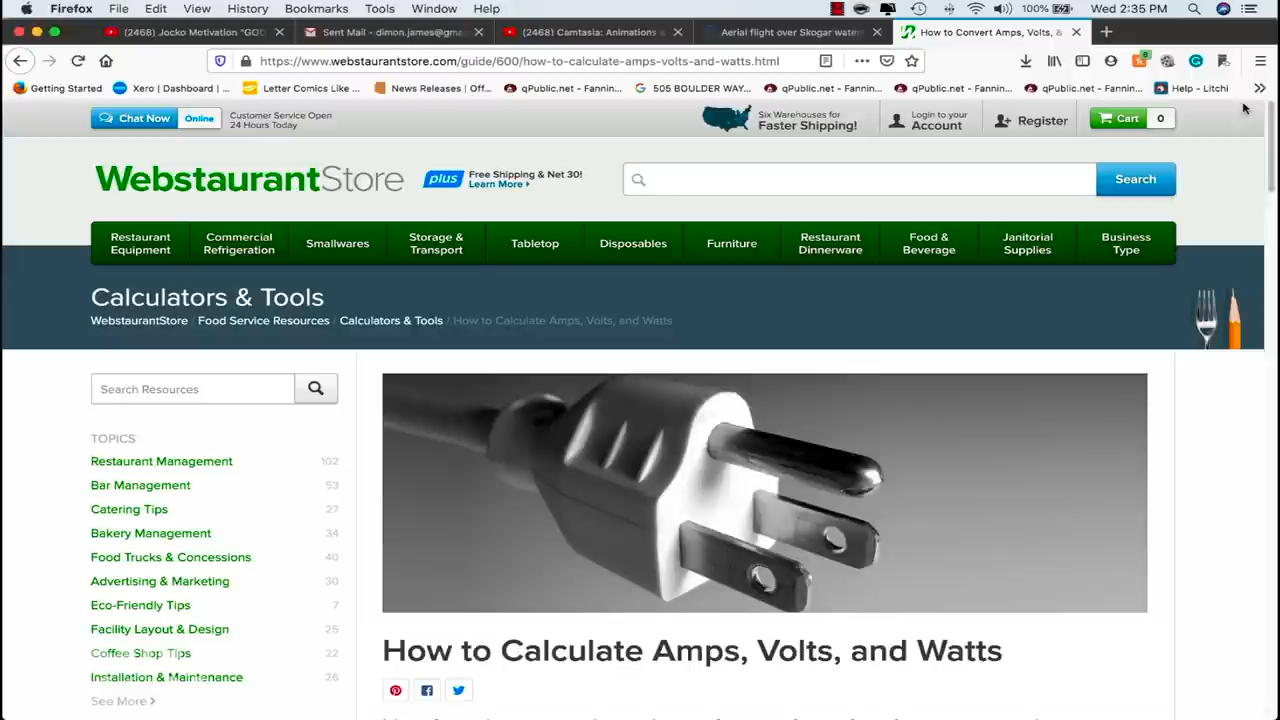 Firefox File Edit View History Bookmarks Tools Window Help 100% Wed 2:35 PM
(2468) Jocko Motivation "GO Sent Mail - dimon.james@gma (2468) Camtasia: Animations Aerial flight over Skogar water How to Convert Amps, Volts, &
https://www.webstaurantstore.com/guide/600/how-to-calculate-amps-volts-and-watts.html 8
Getting Started Xero | Dashboard | ... Letter Comics Like ... News Releases | Off... qPublic.net - Fannin... 505 BOULDER WAY... qPublic.net - Fannin... qPublic.net - Fannin... qPublic.net - Fannin... Help - Litchi
Chat Now Online
Customer Service Open
24 Hours Today
Six Warehouses for
Faster Shipping!
Login to your
Account
Register
Cart 0
WebstaurantStore
plus
Free Shipping & Net 30!
Learn More
Search
Restaurant
Equipment
Commercial
Refrigeration
Smallwares
Storage &
Transport
Tabletop
Disposables
Furniture
Restaurant
Dinnerware
Food &
Beverage
Janitorial
Supplies
Business
Type
Calculators & Tools
WebstaurantStore / Food Service Resources / Calculators & Tools / How to Calculate Amps, Volts, and Watts
Search Resources
TOPICS
Restaurant Management 102
Bar Management 53
Catering Tips 27
Bakery Management 34
Food Trucks & Concessions 40
Advertising & Marketing 30
Eco-Friendly Tips 7
Facility Layout & Design 25
Coffee Shop Tips 22
Installation & Maintenance 26
See More
How to Calculate Amps, Volts, and Watts